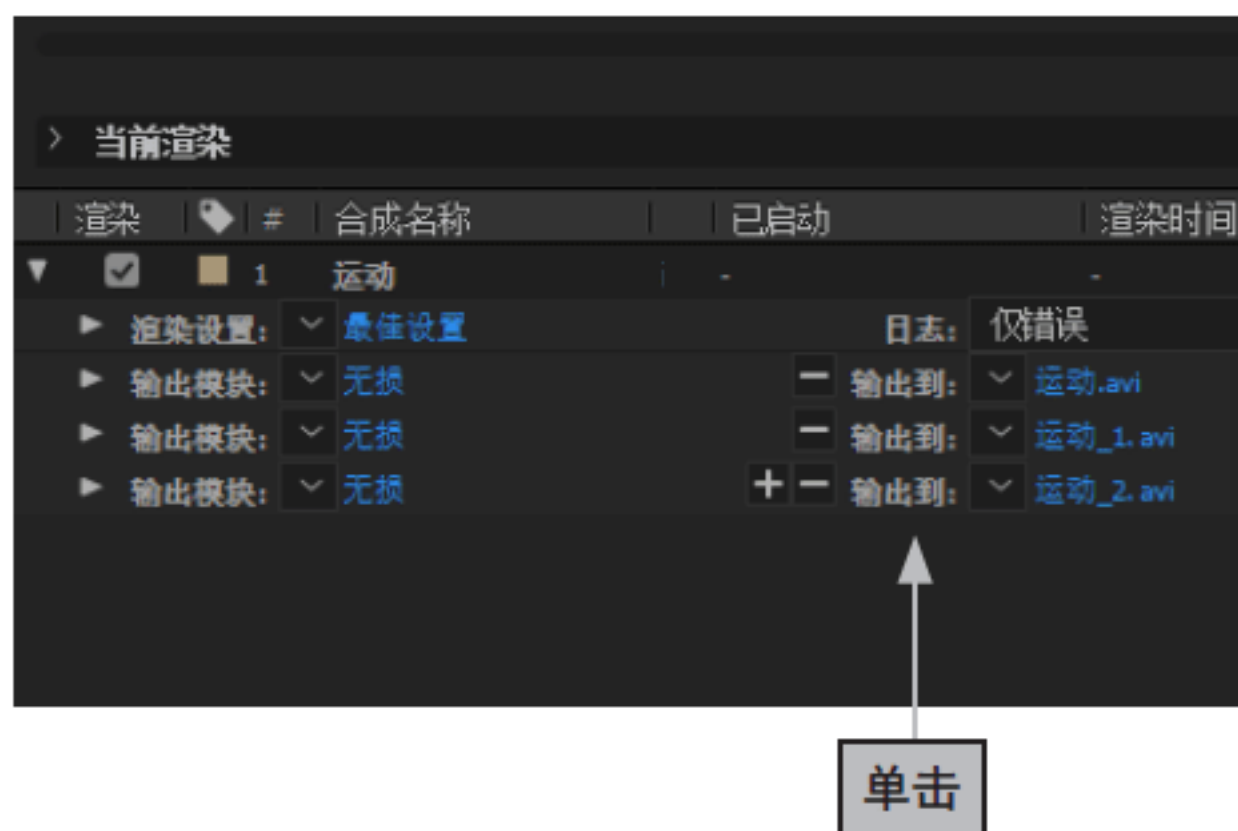 当前渲染
渲染 # 合成名称 已启动 渲染时间
1 运动 - -
渲染设置: 最佳设置 日志: 仅错误
输出模块: 无损 输出到: 运动.avi
输出模块: 无损 输出到: 运动_1.avi
输出模块: 无损 + 输出到: 运动_2.avi
单击